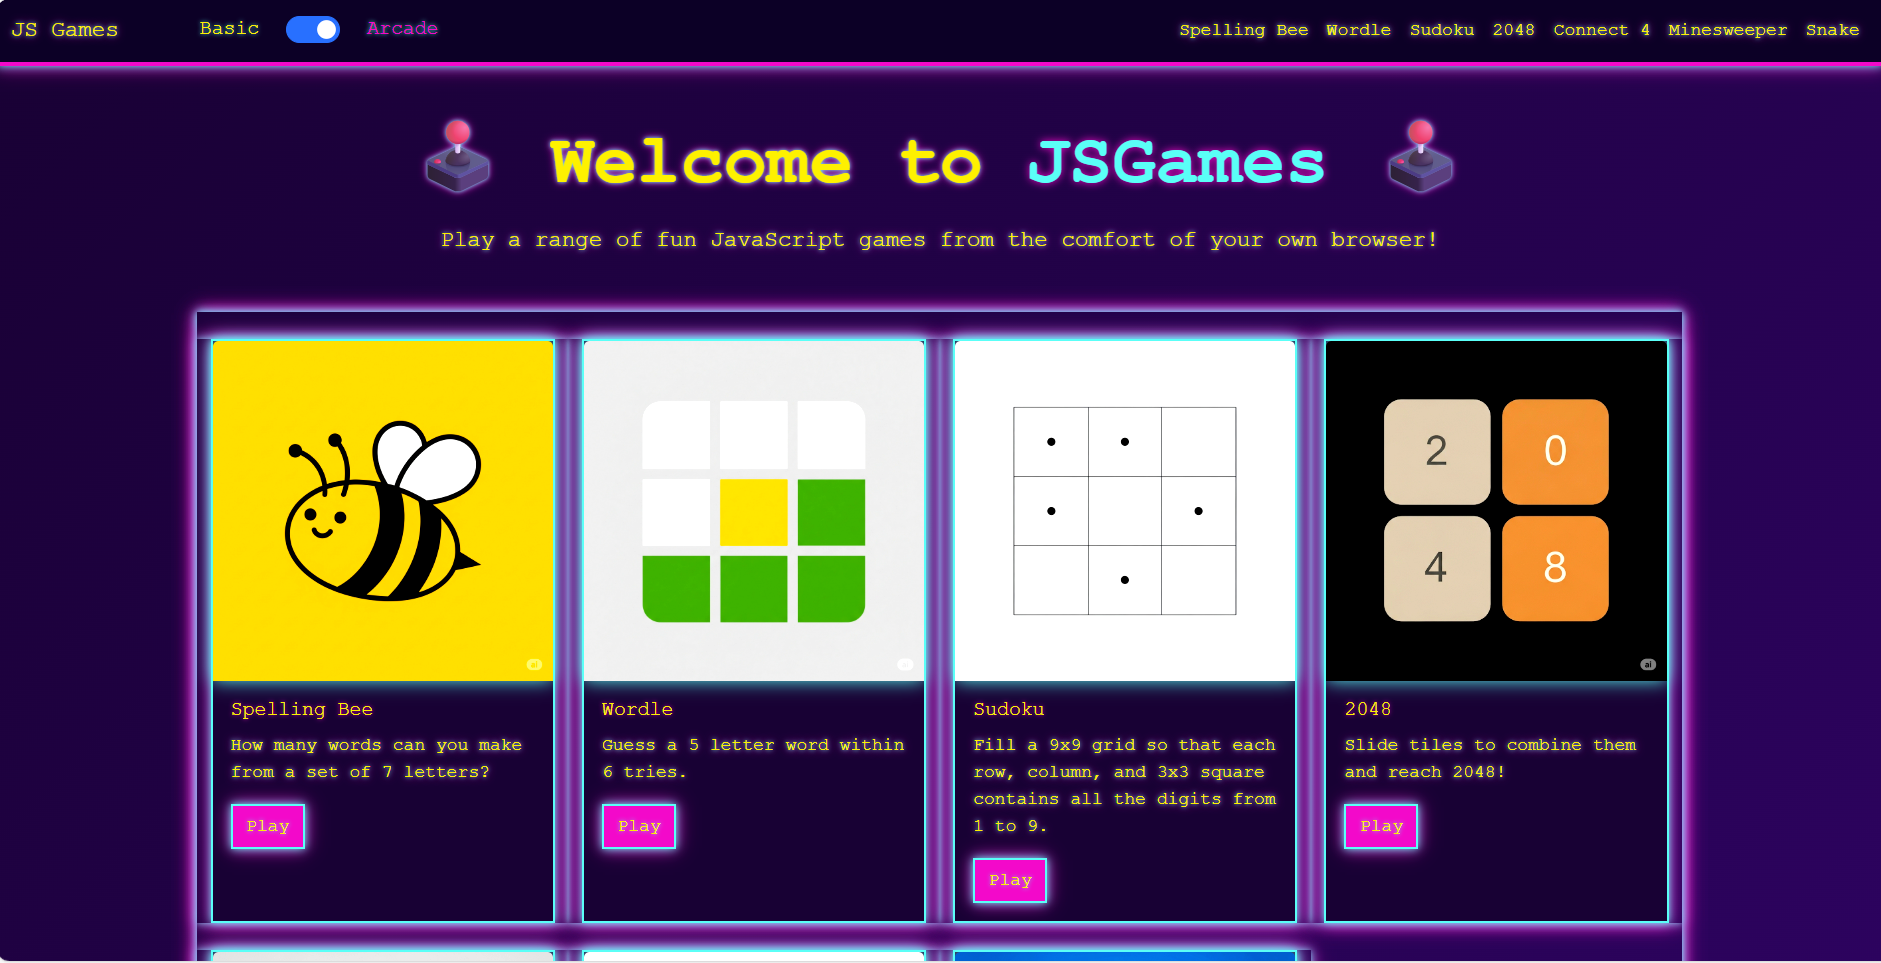 JS Games
Basic
Arcade
Spelling Bee Wordle Sudoku 2048 Connect 4 Minesweeper Snake
Welcome to JSGames
Play a range of fun JavaScript games from the comfort of your own browser!
2 0
4 8
ai
ai
Spelling Bee
How many words can you make
from a set of 7 letters?
Play
Wordle
Guess a 5 letter word within
6 tries.
Play
Sudoku
Fill a 9x9 grid so that each
row, column, and 3x3 square
contains all the digits from
1 to 9.
Play
2048
Slide tiles to combine them
and reach 2048!
Play